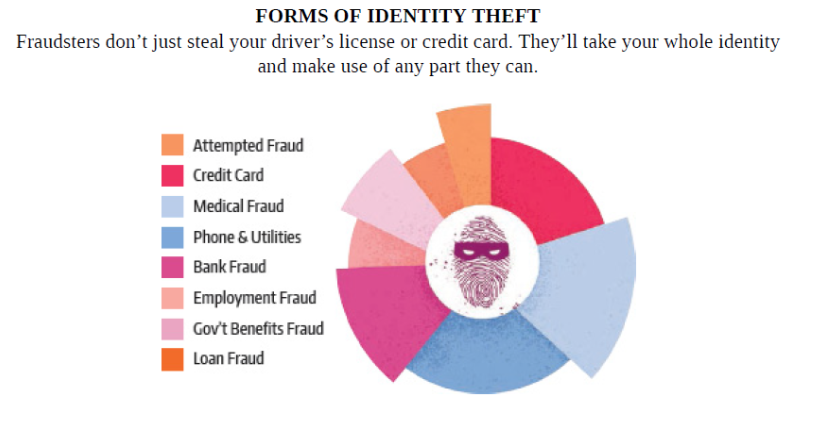 FORMS OF IDENTITY THEFT
Fraudsters don’t just steal your driver’s license or credit card. They’ll take your whole identity
and make use of any part they can.
Attempted Fraud
Credit Card
Medical Fraud
Phone & Utilities
Bank Fraud
Employment Fraud
Gov't Benefits Fraud
Loan Fraud